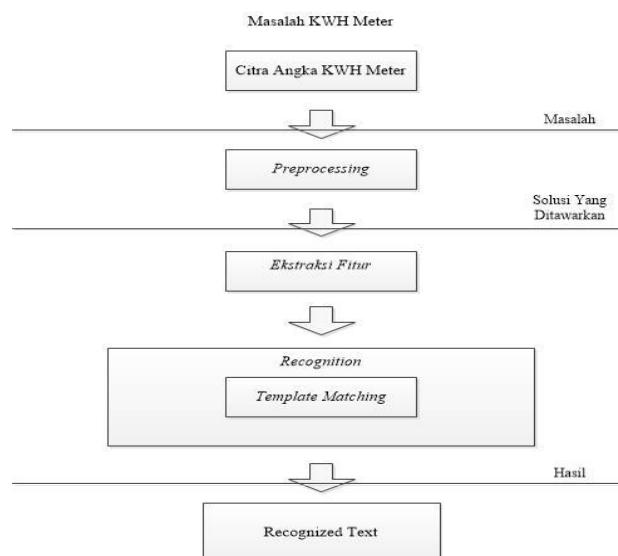 Masalah KWH Meter
Citra Angka KWH Meter
Masalah
Preprocessing
Solusi Yang
Ditawarkan
Ekstraksi Fitur
Recognition
Template Matching
Hasil
Recognized Text